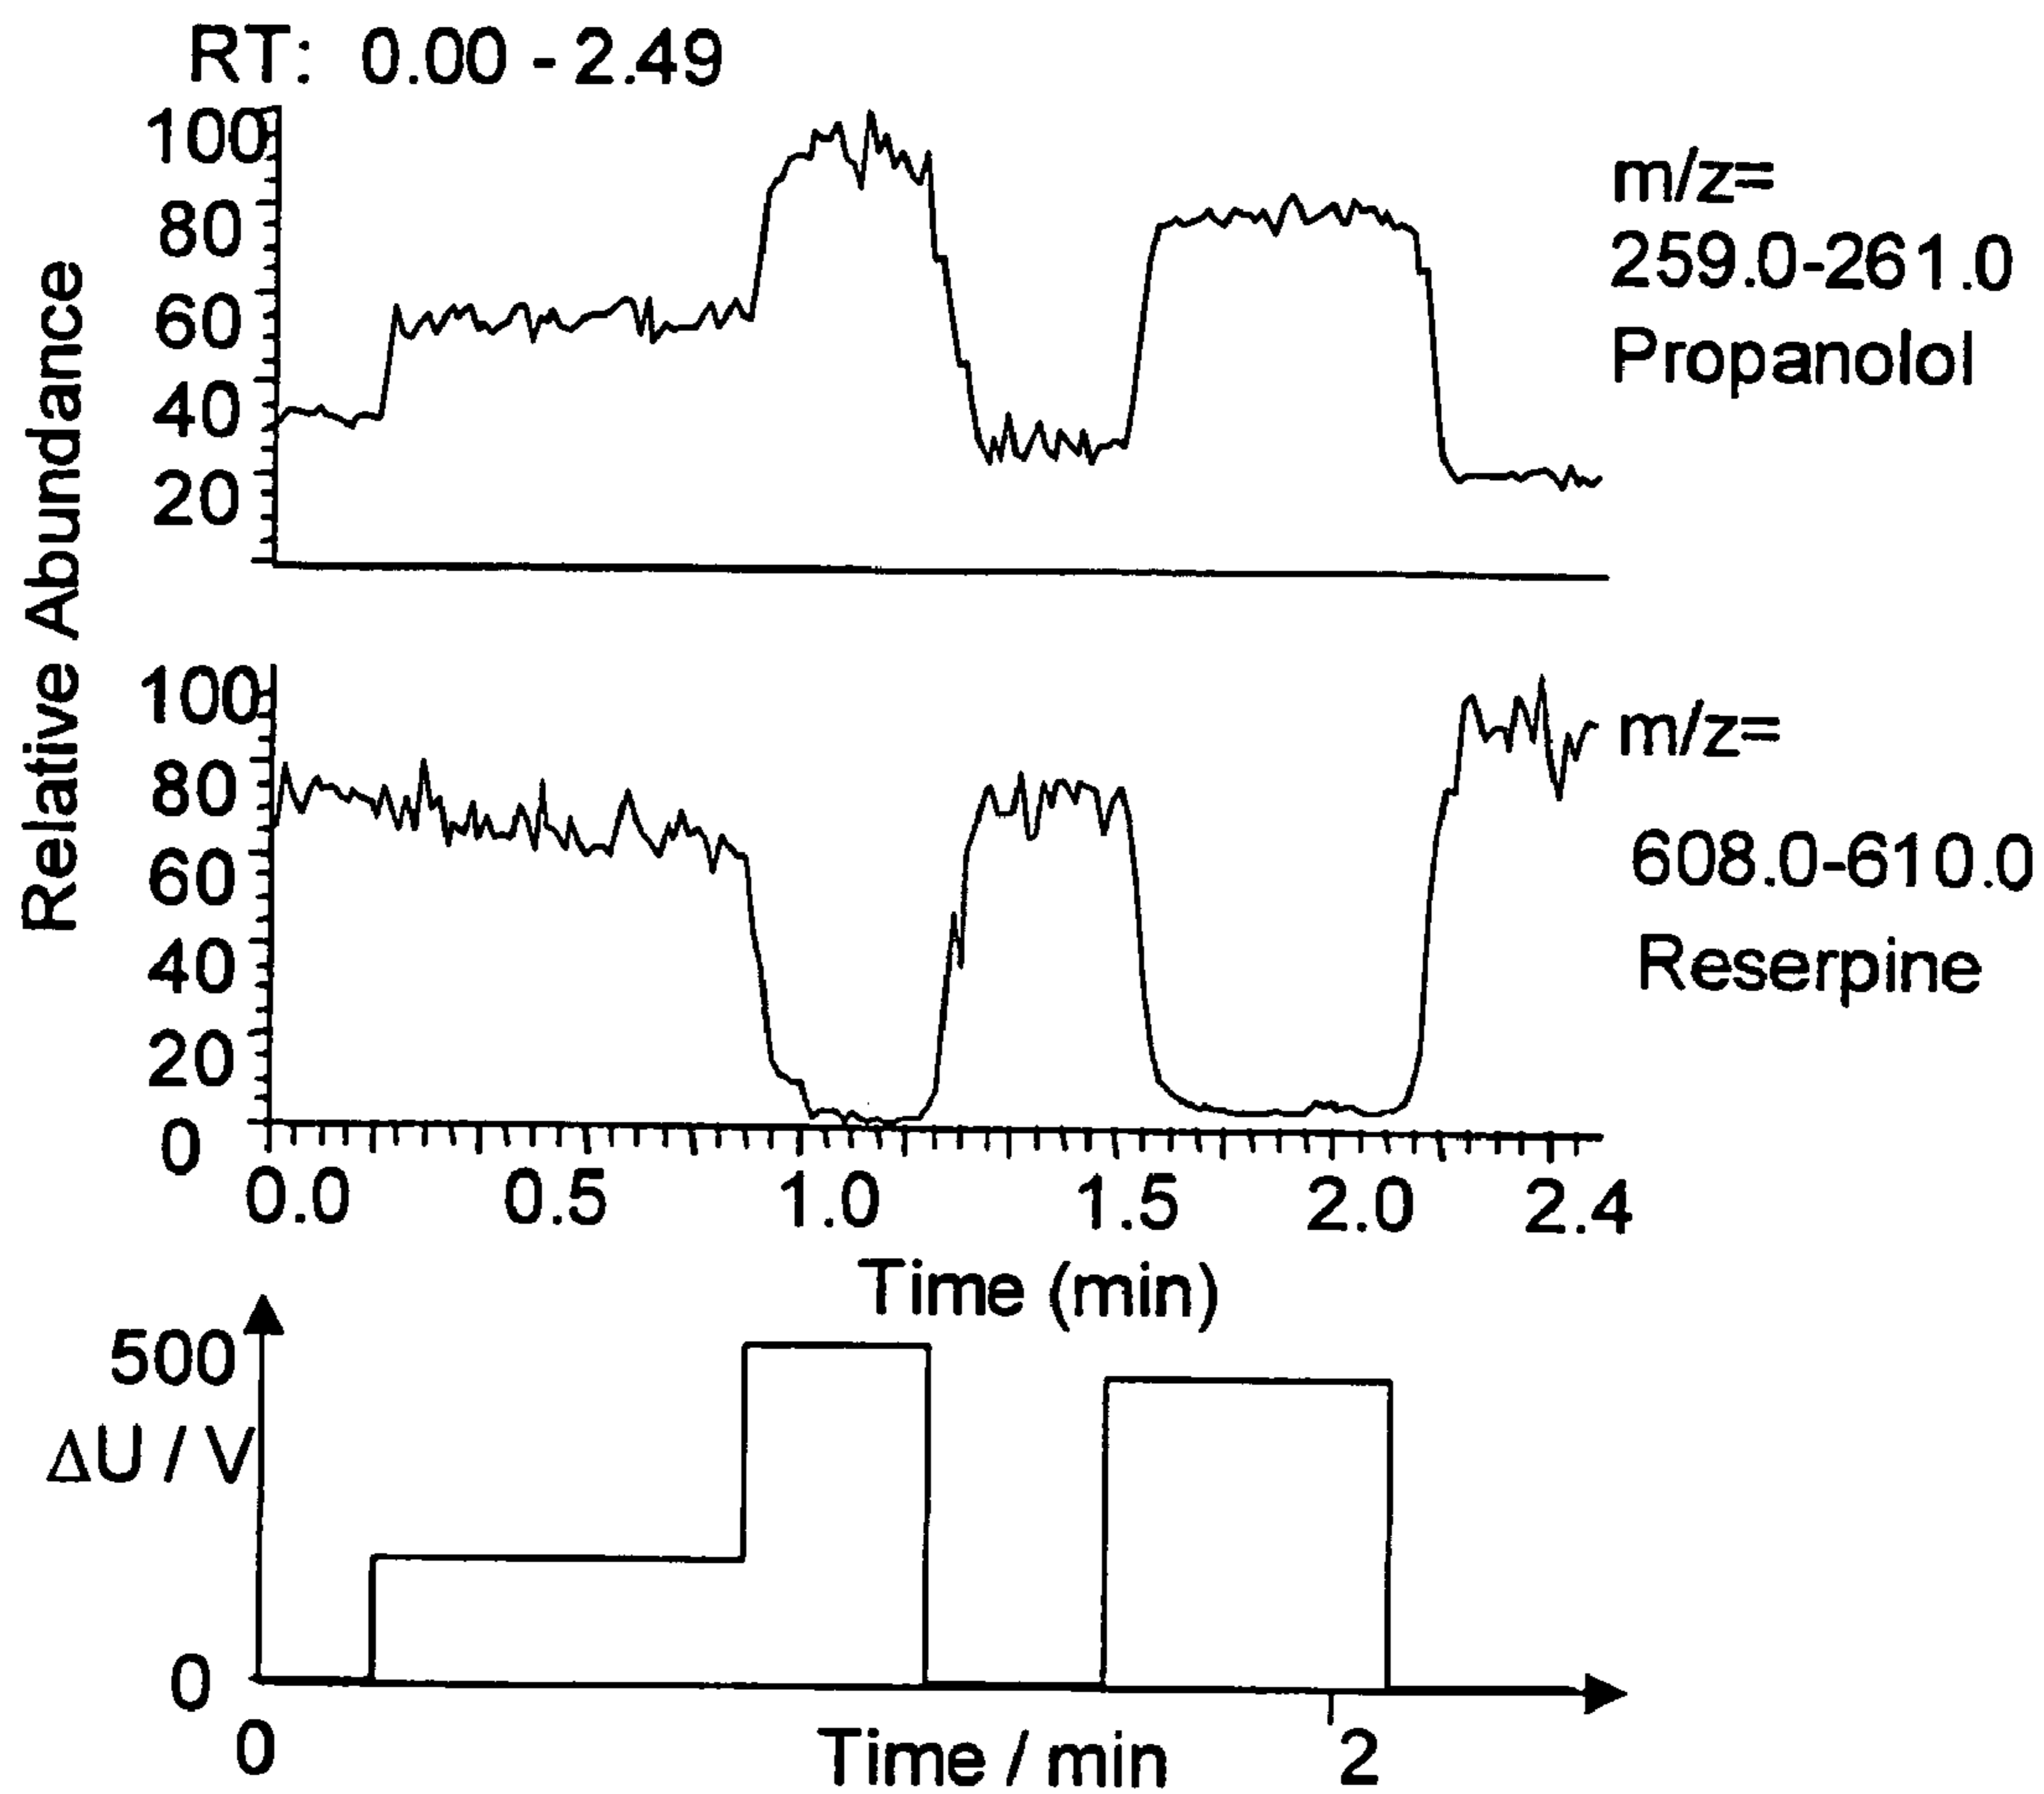 RT: 0.00 - 2.49
100
80
60
40
20
m/z=
259.0-261.0
Propanolol
Relative Abundance
100
80
60
40
20
0
m/z=
608.0-610.0
Reserpine
0.0 0.5 1.0 1.5 2.0 2.4
Time (min)
500
ΔU / V
0
0 Time / min 2